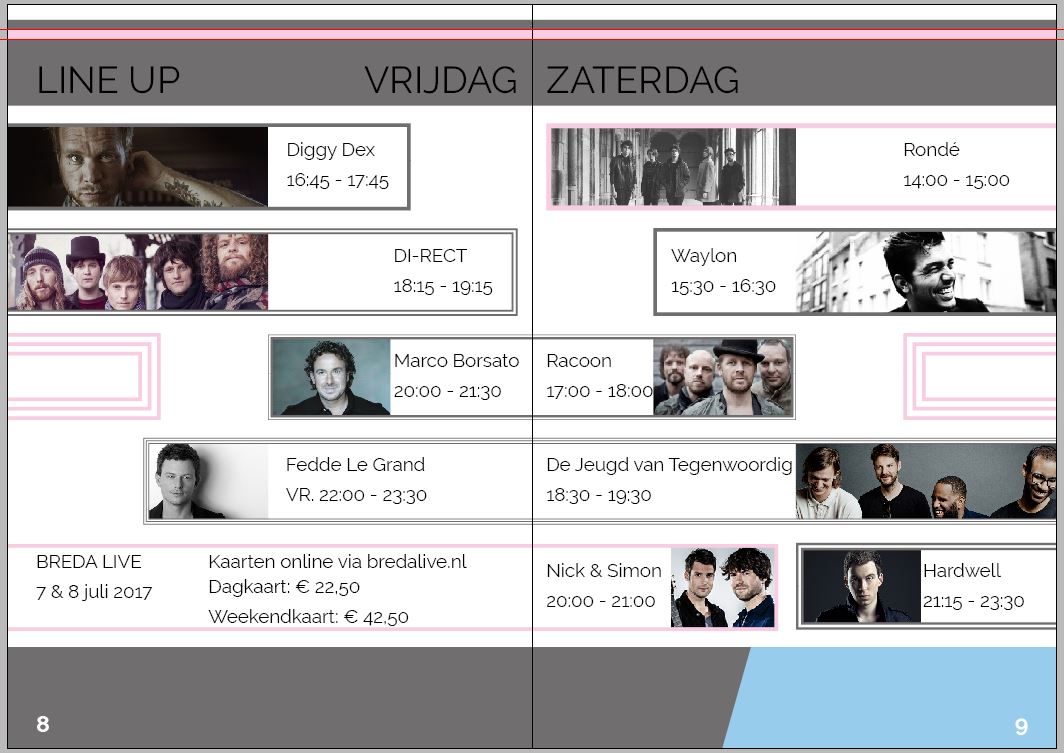 LINE UP
VRIJDAG
Diggy Dex
16:45 - 17:45
DI-RECT
18:15 - 19:15
Marco Borsato
20:00 - 21:30
Fedde Le Grand
VR. 22:00 - 23:30
BREDA LIVE
7 & 8 juli 2017
Kaarten online via bredalive.nl
Dagkaart: € 22,50
Weekendkaart: € 42,50
8
ZATERDAG
Rondé
14:00 - 15:00
Waylon
15:30 - 16:30
Racoon
17:00 - 18:00
De Jeugd van Tegenwoordig
18:30 - 19:30
Nick & Simon
20:00 - 21:00
Hardwell
21:15 - 23:30
9